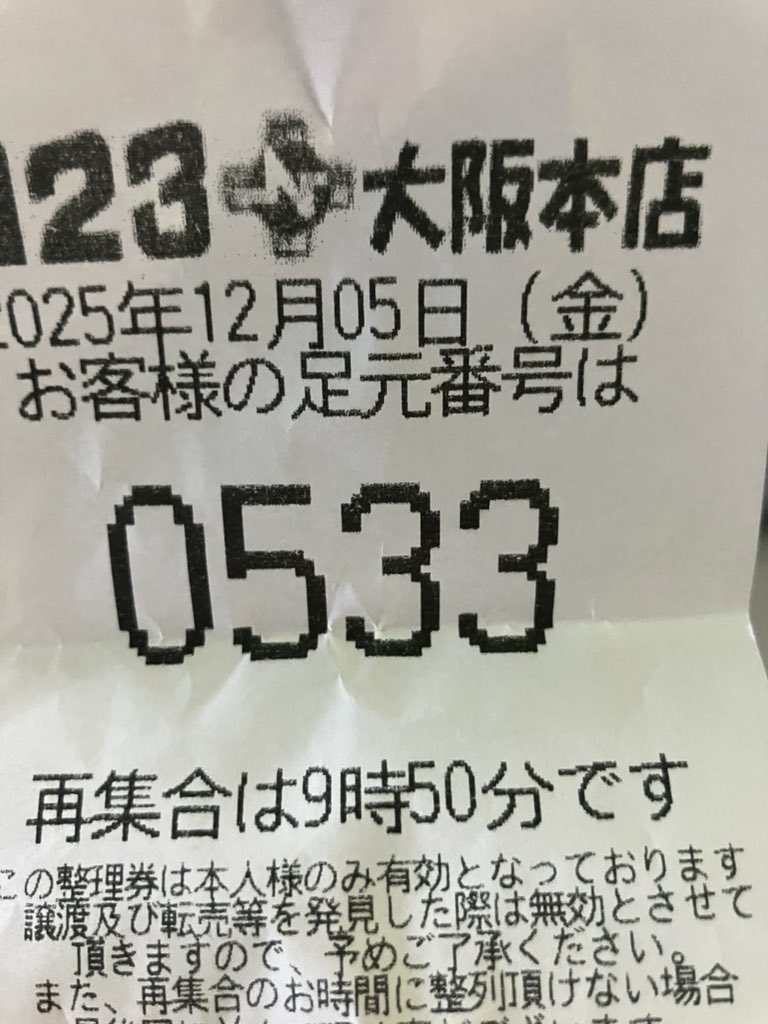 123 N 大阪本店
2025年12月05日（金）
お客様の足元番号は
0533
再集合は9時50分です
この整理券は本人様のみ有効となっております
譲渡及び転売等を発見した際は無効とさせて
頂きますので、予めご了承ください。
また、再集合のお時間に整列頂けない場合